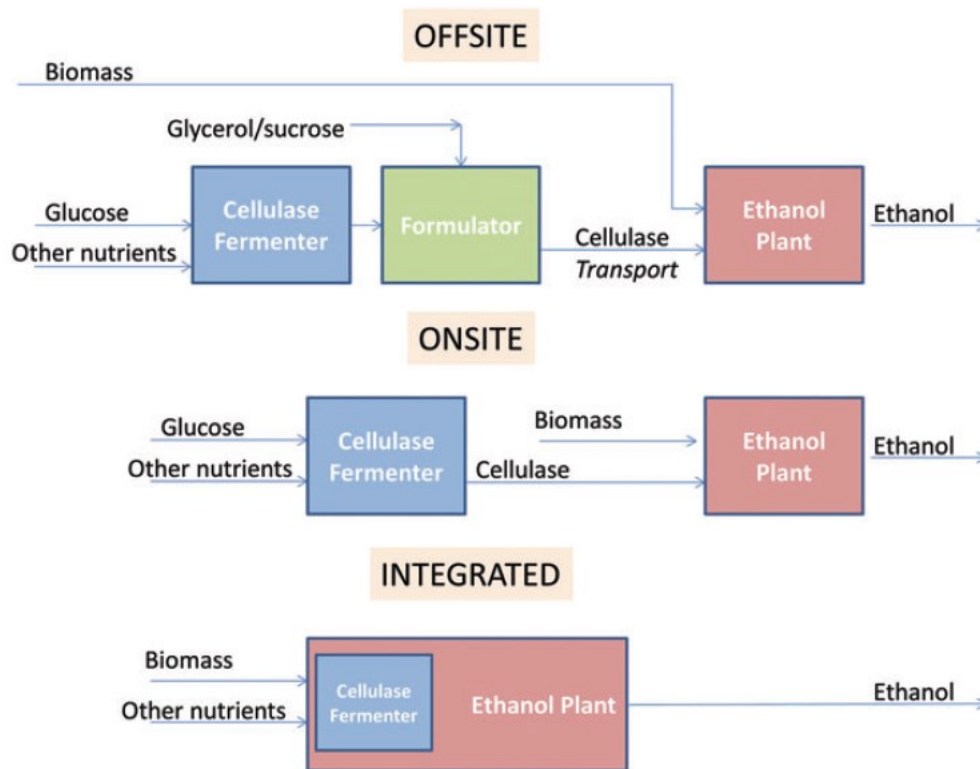 OFFSITE
Biomass
Glycerol/sucrose
Glucose
Other nutrients
Cellulase
Fermenter
Formulator
Cellulase
Transport
Ethanol
Plant
Ethanol
ONSITE
Glucose
Other nutrients
Cellulase
Fermenter
Cellulase
Biomass
Ethanol
Plant
Ethanol
INTEGRATED
Biomass
Other nutrients
Cellulase
Fermenter
Ethanol Plant
Ethanol